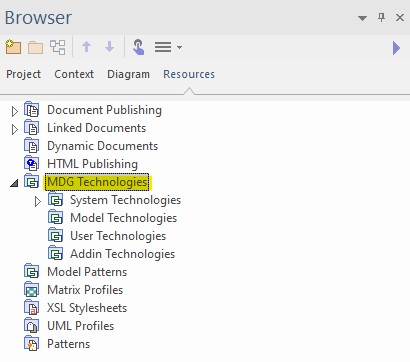 Browser
Project Context Diagram Resources
Document Publishing
Linked Documents
Dynamic Documents
HTML Publishing
MDG Technologies
System Technologies
Model Technologies
User Technologies
Addin Technologies
Model Patterns
Matrix Profiles
XSL Stylesheets
UML Profiles
Patterns